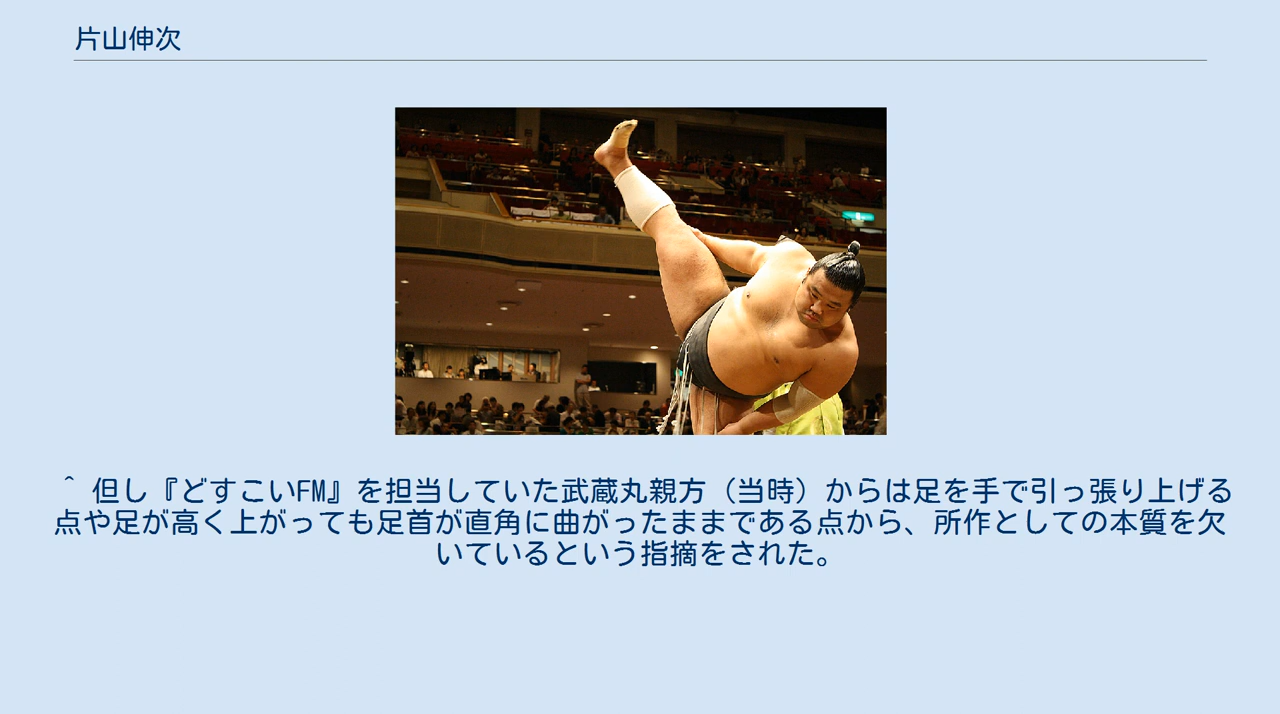 片山伸次
^ 但し『どすこいFM』を担当していた武蔵丸親方（当時）からは足を手で引っ張り上げる
点や足が高く上がっても足首が直角に曲がったままである点から、所作としての本質を欠
いているという指摘をされた。